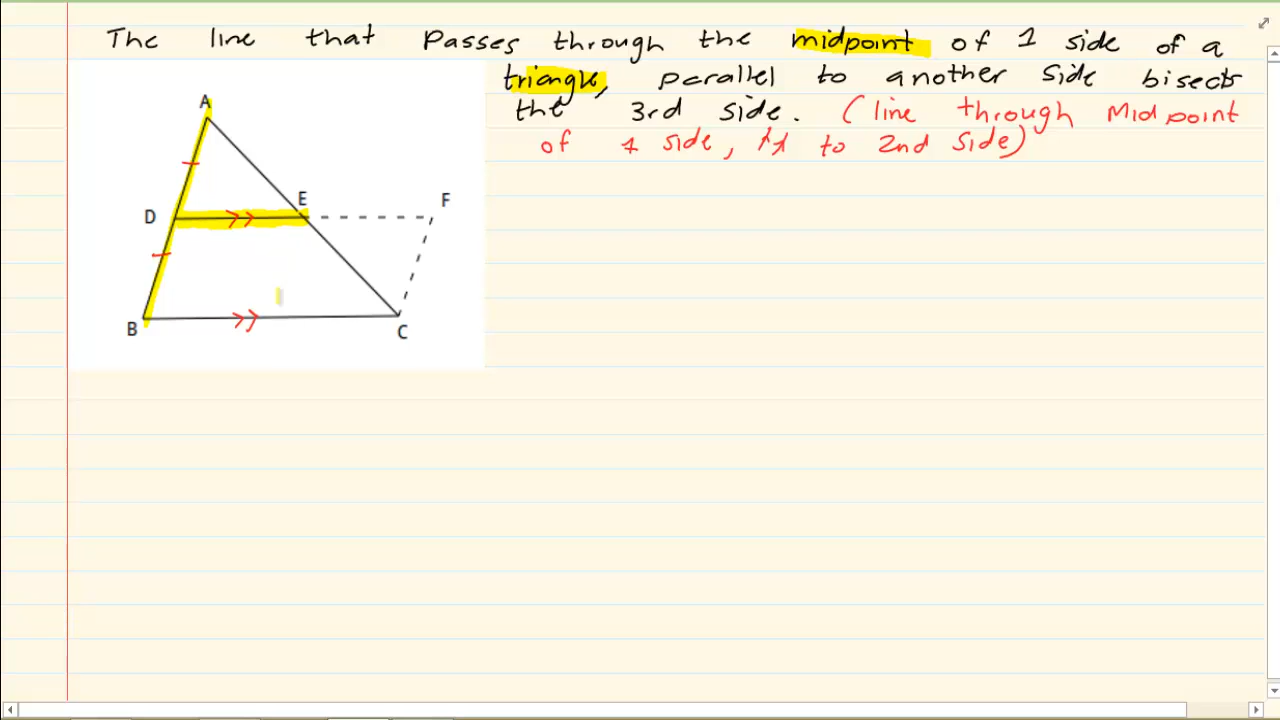 The line that passes through the midpoint of 1 side of a
triangle, parallel to another side bisects
the 3rd side. (line through Midpoint
of 1 side, // to 2nd side)
A
E
F
D
B
C